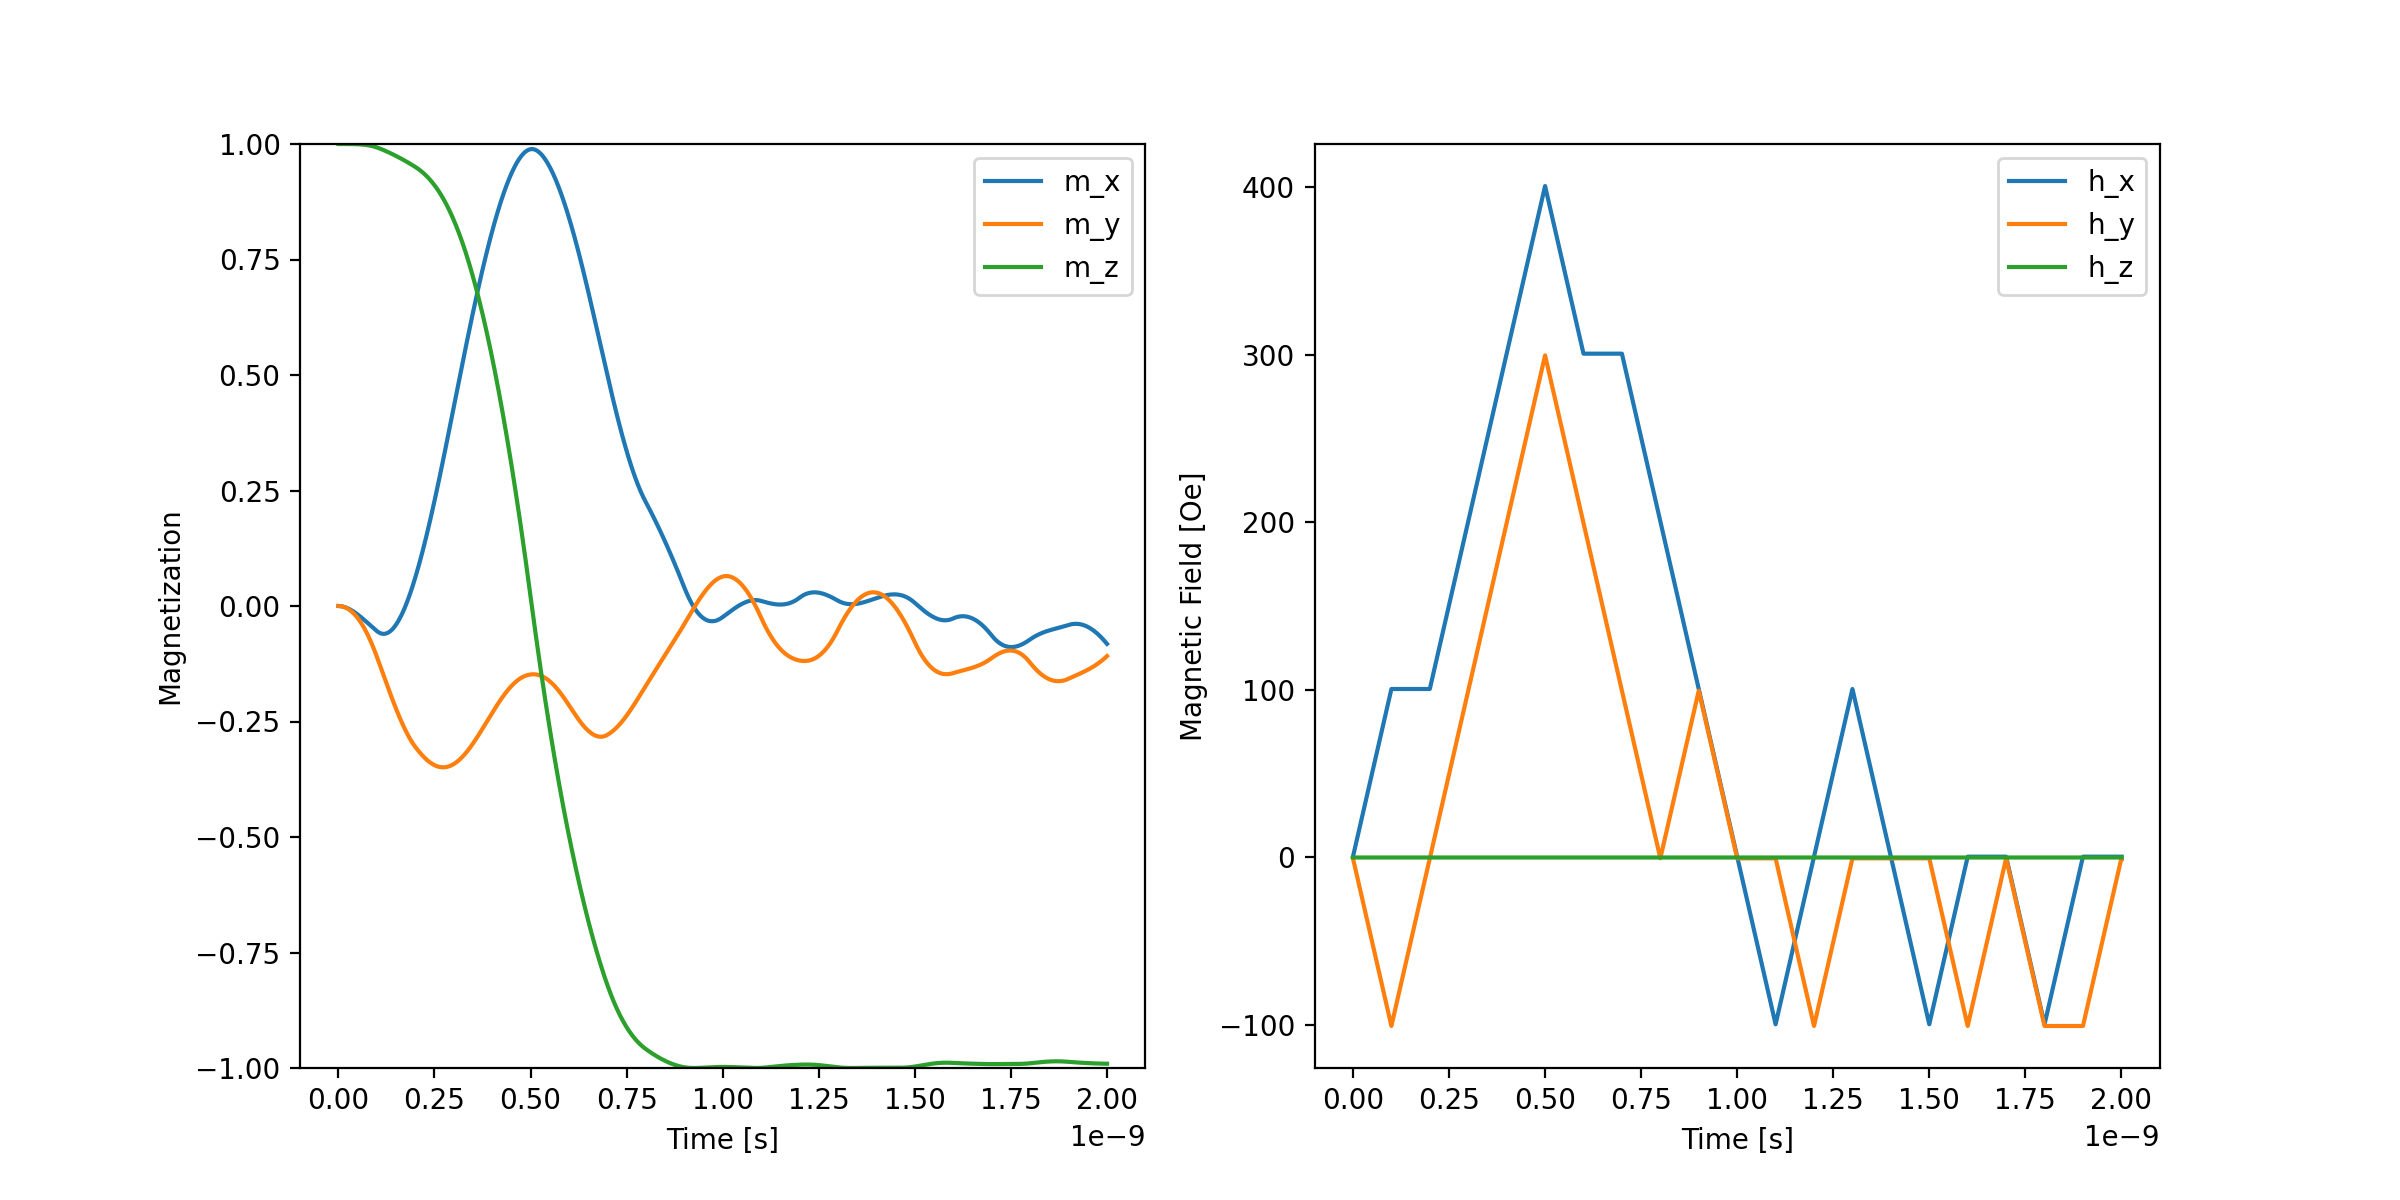 1.00
0.75
0.50
0.25
0.00
−0.25
−0.50
−0.75
−1.00
Magnetization
m_x
m_y
m_z
0.00 0.25 0.50 0.75 1.00 1.25 1.50 1.75 2.00
Time [s]
1e−9
400
300
200
100
0
−100
Magnetic Field [Oe]
h_x
h_y
h_z
0.00 0.25 0.50 0.75 1.00 1.25 1.50 1.75 2.00
Time [s]
1e−9